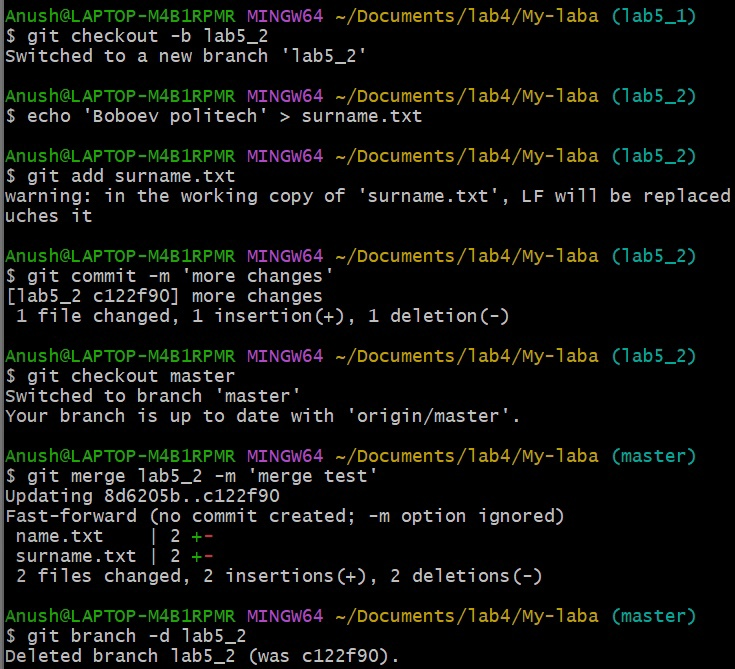 Anush@LAPTOP-M4B1RPMR MINGW64 ~/Documents/lab4/My-laba (lab5_1)
$ git checkout -b lab5_2
Switched to a new branch 'lab5_2'
Anush@LAPTOP-M4B1RPMR MINGW64 ~/Documents/lab4/My-laba (lab5_2)
$ echo 'Boboev politech' > surname.txt
Anush@LAPTOP-M4B1RPMR MINGW64 ~/Documents/lab4/My-laba (lab5_2)
$ git add surname.txt
warning: in the working copy of 'surname.txt', LF will be replaced
uches it
Anush@LAPTOP-M4B1RPMR MINGW64 ~/Documents/lab4/My-laba (lab5_2)
$ git commit -m 'more changes'
[lab5_2 c122f90] more changes
 1 file changed, 1 insertion(+), 1 deletion(-)
Anush@LAPTOP-M4B1RPMR MINGW64 ~/Documents/lab4/My-laba (lab5_2)
$ git checkout master
Switched to branch 'master'
Your branch is up to date with 'origin/master'.
Anush@LAPTOP-M4B1RPMR MINGW64 ~/Documents/lab4/My-laba (master)
$ git merge lab5_2 -m 'merge test'
Updating 8d6205b..c122f90
Fast-forward (no commit created; -m option ignored)
 name.txt    | 2 +-
 surname.txt | 2 +-
 2 files changed, 2 insertions(+), 2 deletions(-)
Anush@LAPTOP-M4B1RPMR MINGW64 ~/Documents/lab4/My-laba (master)
$ git branch -d lab5_2
Deleted branch lab5_2 (was c122f90).